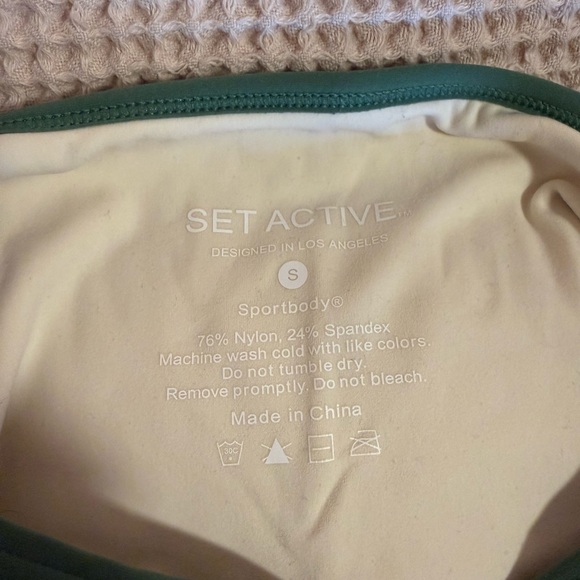 SET ACTIVE
DESIGNED IN LOS ANGELES
S
Sportbody®
76% Nylon, 24% Spandex
Machine wash cold with like colors.
Do not tumble dry.
Remove promptly. Do not bleach.
Made in China
30C